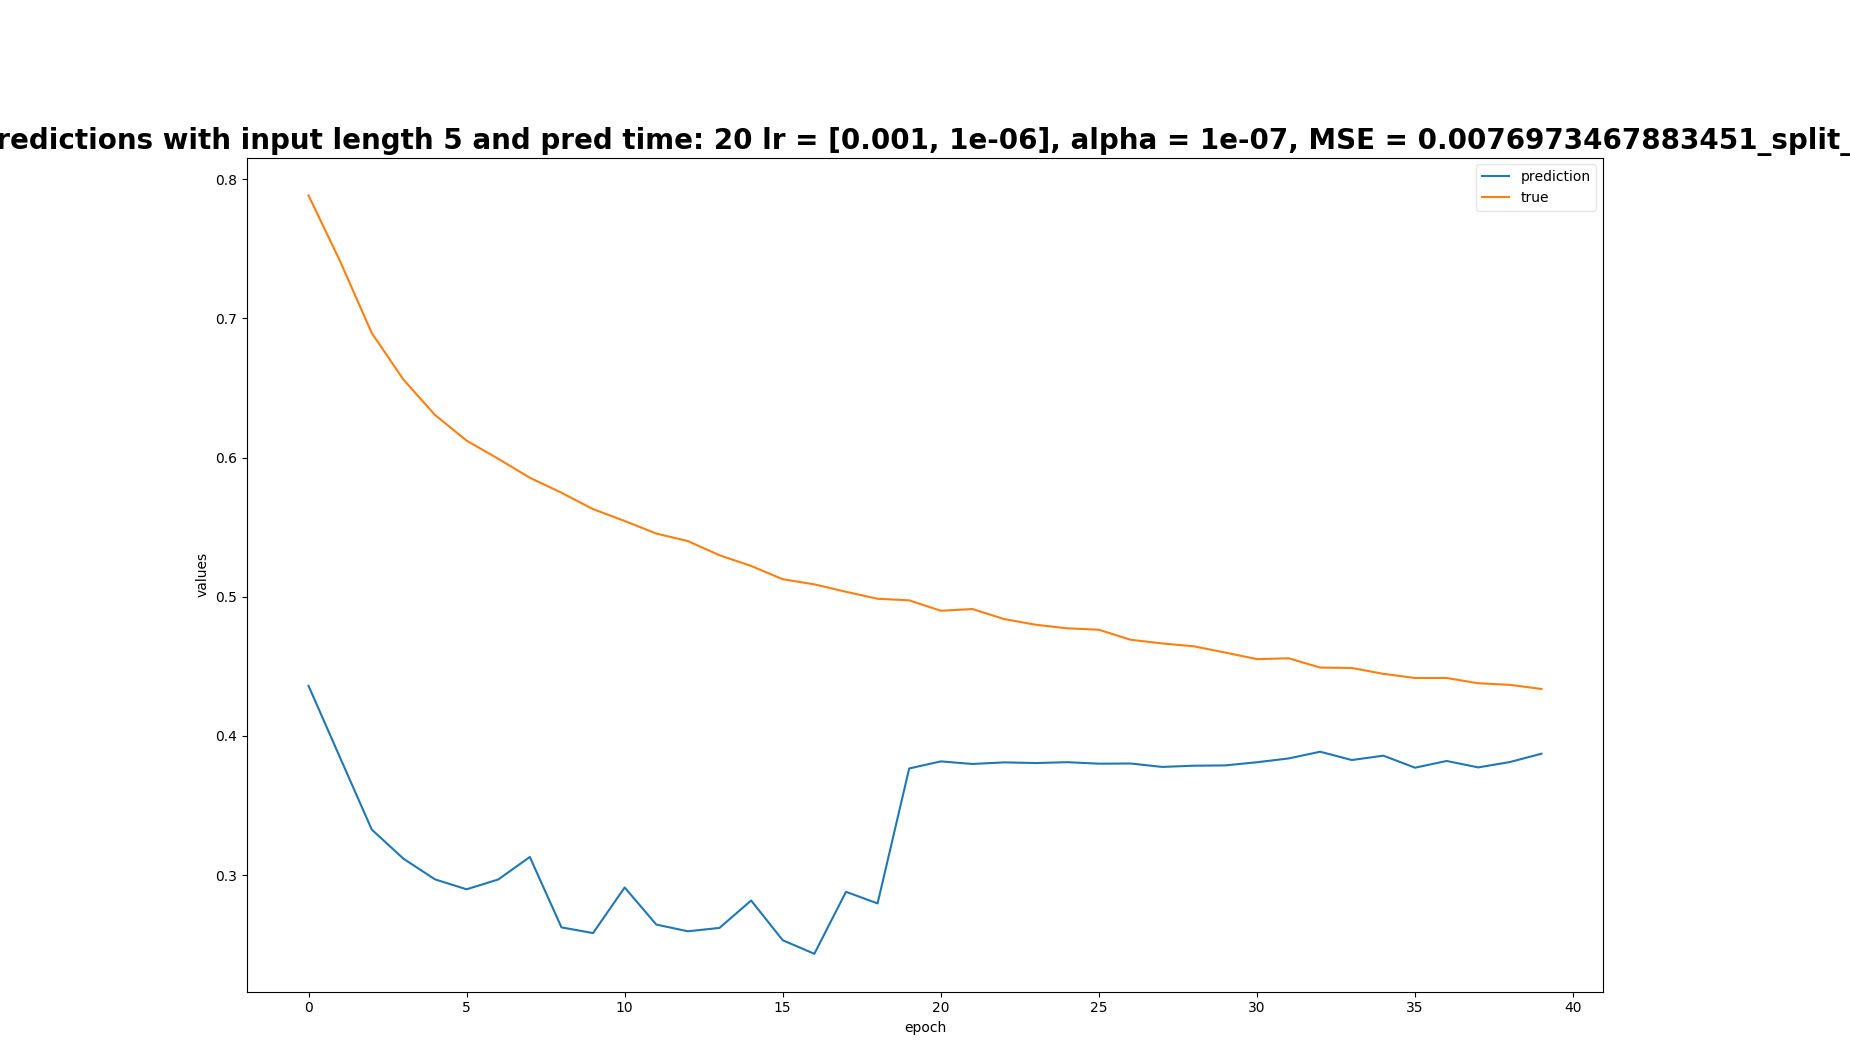 redictions with input length 5 and pred time: 20 lr = [0.001, 1e-06], alpha = 1e-07, MSE = 0.0076973467883451_split_
prediction
true
0.8
0.7
0.6
0.5
0.4
0.3
values
0 5 10 15 20 25 30 35 40
epoch